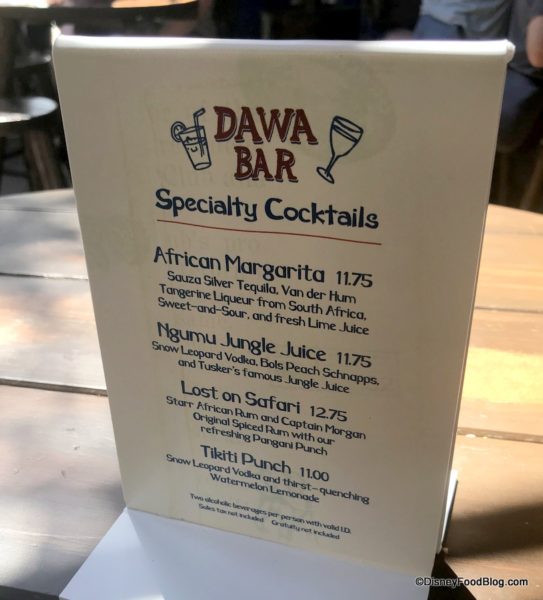 DAWA
BAR
Specialty Cocktails
African Margarita 11.75
Sauza Silver Tequila, Van der Hum
Tangerine Liqueur from South Africa,
Sweet-and-Sour, and fresh Lime Juice
Ngumu Jungle Juice 11.75
Snow Leopard Vodka, Bols Peach Schnapps,
and Tusker's famous Jungle Juice
Lost on Safari 12.75
Starr African Rum and Captain Morgan
Original Spiced Rum with our
refreshing Pangani Punch
Tikiti Punch 11.00
Snow Leopard Vodka and thirst-quenching
Watermelon Lemonade
Two alcoholic beverages per person with valid I.D.
Sales tax not included Gratuity not included
©DisneyFoodBlog.com